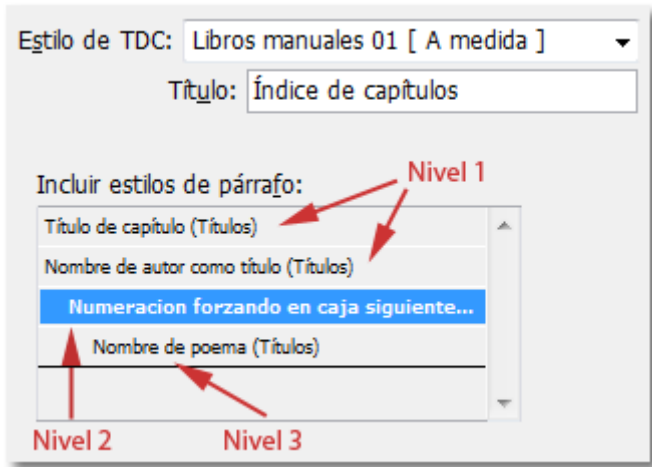 Estilo de TDC: Libros manuales 01 [ A medida ]
Título: Índice de capítulos
Incluir estilos de párrafo:
Nivel 1
Título de capítulo (Títulos)
Nombre de autor como título (Títulos)
Numeracion forzando en caja siguiente...
Nombre de poema (Títulos)
Nivel 2
Nivel 3